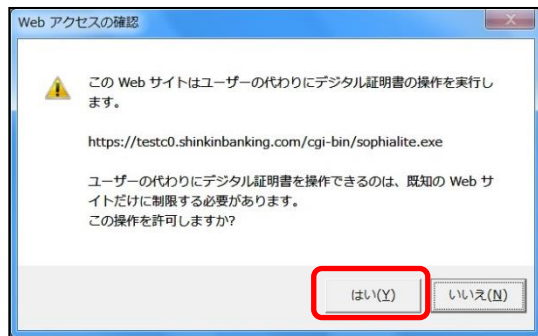 Web アクセスの確認
この Web サイトはユーザーの代わりにデジタル証明書の操作を実行し
ます。
https://testc0.shinkinbanking.com/cgi-bin/sophialite.exe
ユーザーの代わりにデジタル証明書を操作できるのは、既知の Web サ
イトだけに制限する必要があります。
この操作を許可しますか?
はい(Y) いいえ(N)